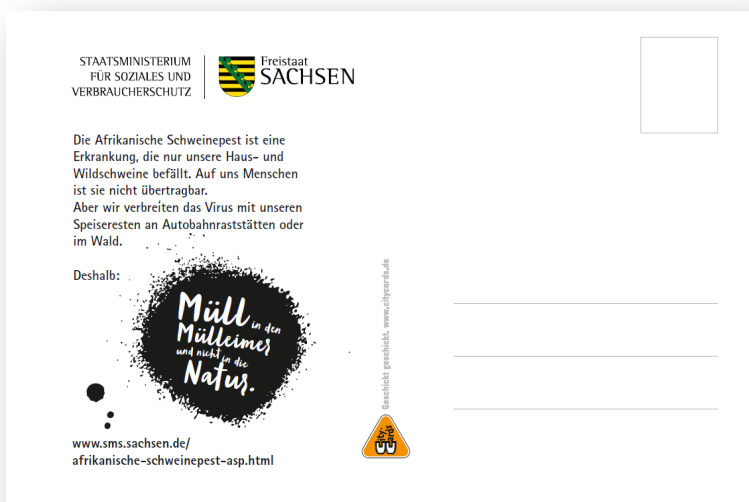 STAATSMINISTERIUM
FÜR SOZIALES UND
VERBRAUCHERSCHUTZ
Freistaat
SACHSEN
Die Afrikanische Schweinepest ist eine
Erkrankung, die nur unsere Haus- und
Wildschweine befällt. Auf uns Menschen
ist sie nicht übertragbar.
Aber wir verbreiten das Virus mit unseren
Speiseresten an Autobahnraststätten oder
im Wald.
Deshalb:
Müll in den
Mülleimer
und nicht in die
Natur.
www.sms.sachsen.de/
afrikanische-schweinepest-asp.html
Geschickt geschickt. www.citycards.de
City
Cards